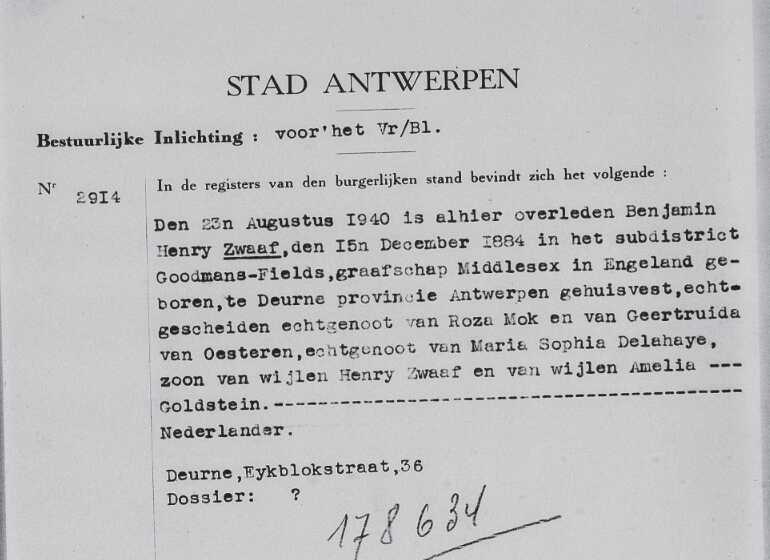 STAD ANTWERPEN
Bestuurlijke Inlichting : voor'het Vr/Bl.
Nr 29I4
In de registers van den burgerlijken stand bevindt zich het volgende :
Den 23n Augustus I940 is alhier overleden Benjamin
Henry Zwaaf,den I5n December I884 in het subdistrict
Goodmans-Fields,graafschap Middlesex in Engeland ge-
boren,te Deurne provincie Antwerpen gehuisvest,echt-
gescheiden echtgenoot van Roza Mok en van Geertruida
van Oesteren,echtgenoot van Maria Sophia Delahaye,
zoon van wijlen Henry Zwaaf en van wijlen Amelia ---
Goldstein.------------------------------------------
Nederlander.
Deurne,Eykblokstraat,36
Dossier: ?
178634